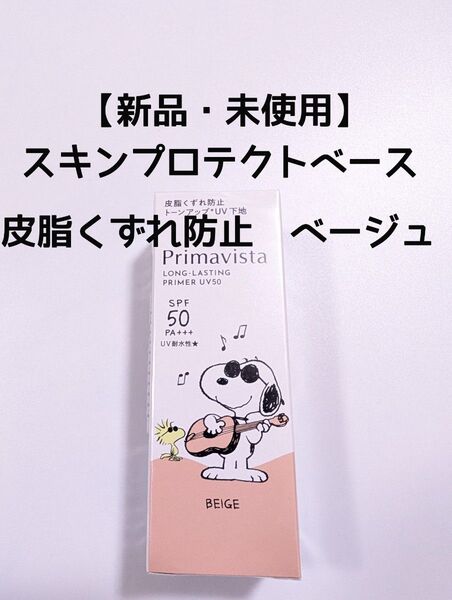 【新品・未使用】
スキンプロテクトベース
皮脂くずれ防止　ベージュ
皮脂くずれ防止
トーンアップ*UV下地
Primavista
LONG-LASTING
PRIMER UV50
SPF
50
PA+++
UV耐水性★
BEIGE